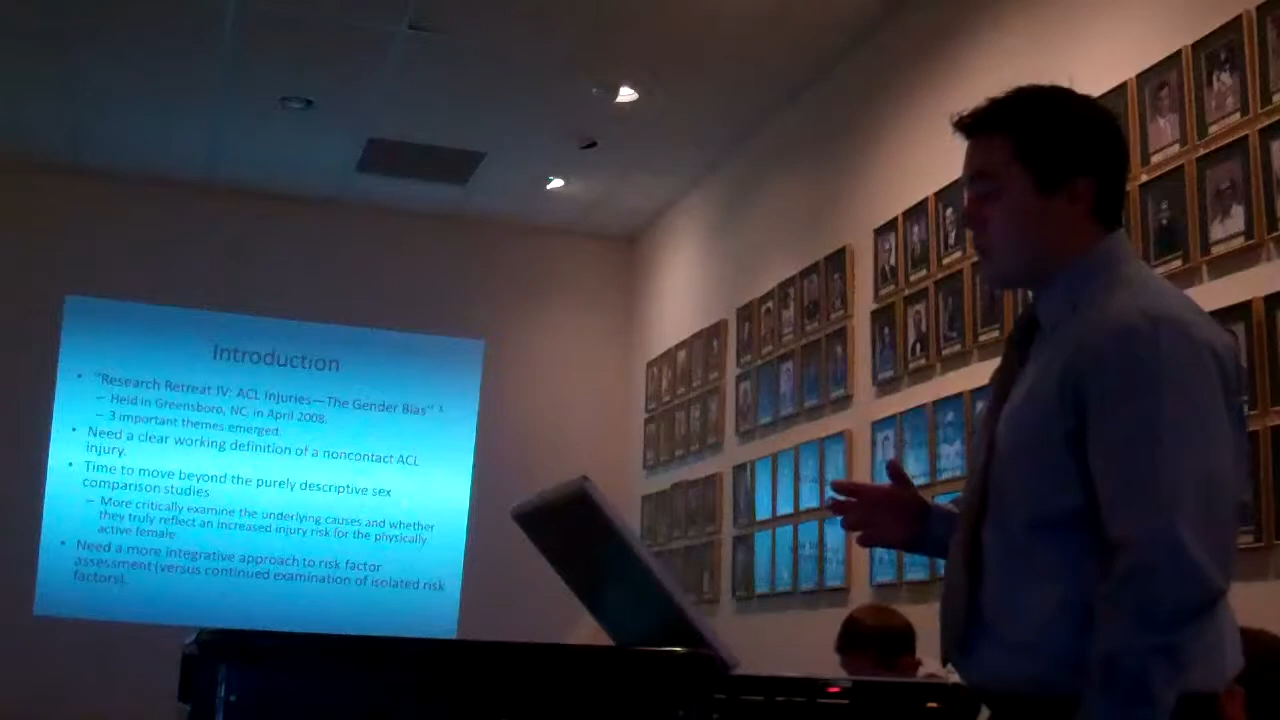 Introduction
• "Research Retreat IV: ACL Injuries—The Gender Bias" 1
– Held in Greensboro, NC, in April 2008.
– 3 important themes emerged.
• Need a clear working definition of a noncontact ACL
injury.
• Time to move beyond the purely descriptive sex
comparison studies
– More critically examine the underlying causes and whether
they truly reflect an increased injury risk for the physically
active female
• Need a more integrative approach to risk factor
assessment (versus continued examination of isolated risk
factors).